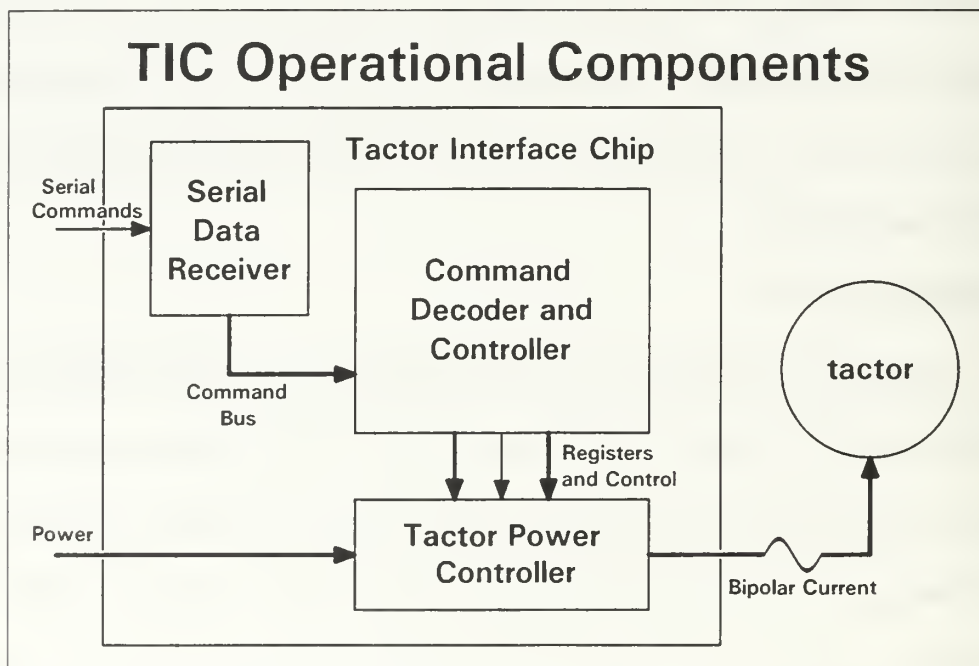 TIC Operational Components
Tactor Interface Chip
Serial
Commands
Serial
Data
Receiver
Command
Decoder and
Controller
tactor
Command
Bus
Registers
and Control
Power
Tactor Power
Controller
Bipolar Current